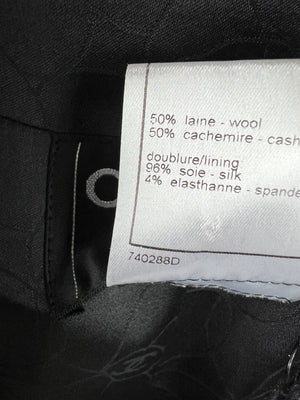 50% laine - wool
50% cachemire - cash
doublure/lining
96% soie - silk
4% elasthanne - spande
740288D